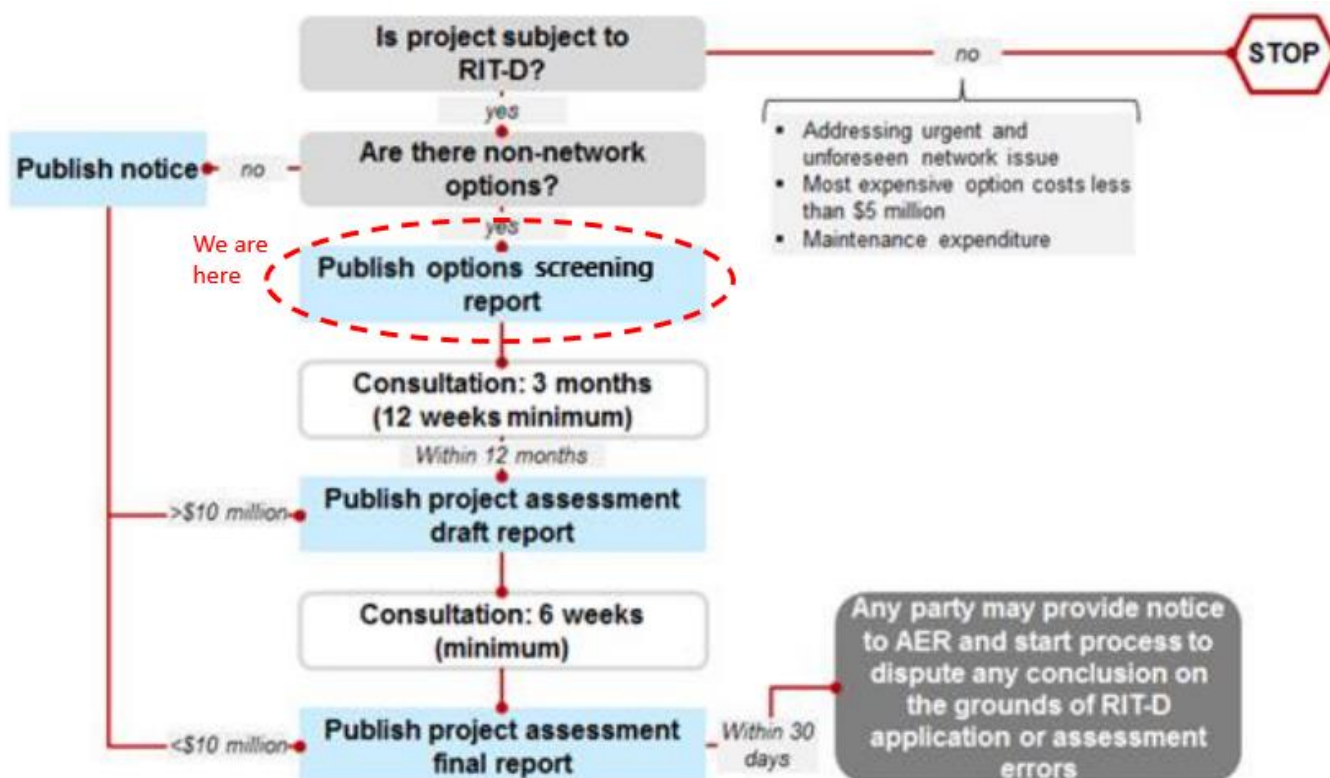 Is project subject to
RIT-D?
no
STOP
yes
Addressing urgent and
unforeseen network issue
Most expensive option costs less
than $5 million
Maintenance expenditure
Publish notice
no
Are there non-network
options?
yes
We are
here
Publish options screening
report
Consultation: 3 months
(12 weeks minimum)
Within 12 months
>$10 million
Publish project assessment
draft report
Consultation: 6 weeks
(minimum)
<$10 million
Publish project assessment
final report
Within 30
days
Any party may provide notice
to AER and start process to
dispute any conclusion on
the grounds of RIT-D
application or assessment
errors